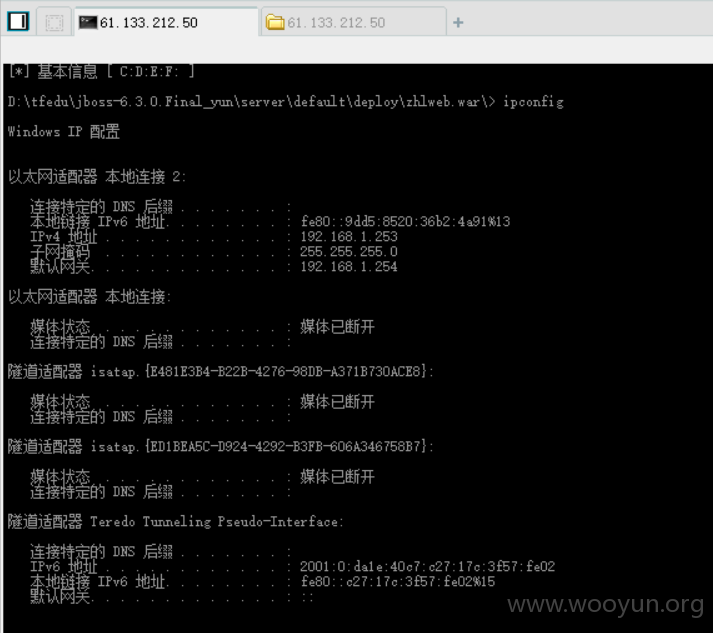 61.133.212.50 61.133.212.50 +
[*] 基本信息 [ C:D:E:F: ]
D:\tfedu\jboss-6.3.0.Final_yun\server\default\deploy\zhlweb.war\> ipconfig
Windows IP 配置
以太网适配器 本地连接 2:
连接特定的 DNS 后缀 . . . . . . . :
本地链接 IPv6 地址. . . . . . . . : fe80::9dd5:8520:36b2:4a91%13
IPv4 地址 . . . . . . . . . . . . : 192.168.1.253
子网掩码 . . . . . . . . . . . . : 255.255.255.0
默认网关. . . . . . . . . . . . . : 192.168.1.254
以太网适配器 本地连接:
媒体状态 . . . . . . . . . . . . : 媒体已断开
连接特定的 DNS 后缀 . . . . . . . :
隧道适配器 isatap.{E481E3B4-B22B-4276-98DB-A371B730ACE8}:
媒体状态 . . . . . . . . . . . . : 媒体已断开
连接特定的 DNS 后缀 . . . . . . . :
隧道适配器 isatap.{ED1BEA5C-D924-4292-B3FB-606A346758B7}:
媒体状态 . . . . . . . . . . . . : 媒体已断开
连接特定的 DNS 后缀 . . . . . . . :
隧道适配器 Teredo Tunneling Pseudo-Interface:
连接特定的 DNS 后缀 . . . . . . . :
IPv6 地址 . . . . . . . . . . . . : 2001:0:da1e:40c7:c27:17c:3f57:fe02
本地链接 IPv6 地址. . . . . . . . : fe80::c27:17c:3f57:fe02%15
默认网关. . . . . . . . . . . . . : ::
www.wooyun.org